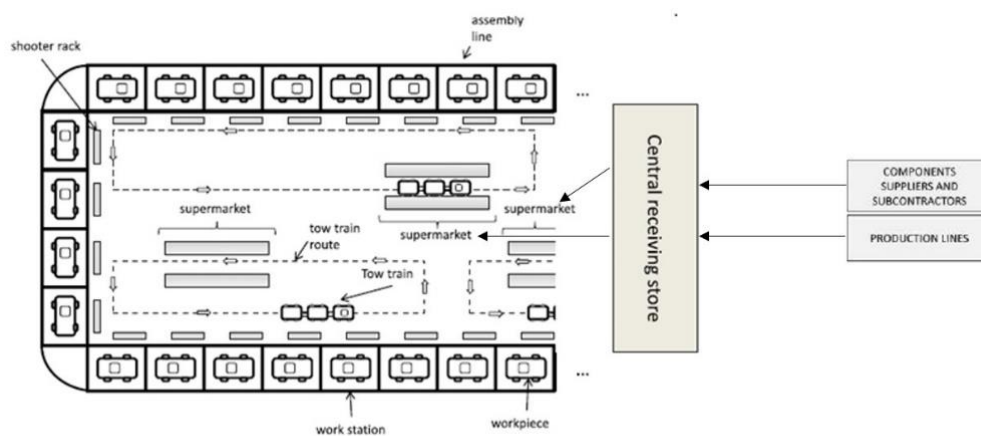 assembly
line
shooter rack
...
Central receiving store
COMPONENTS
SUPPLIERS AND
SUBCONTRACTORS
PRODUCTION LINES
supermarket
supermarket
supermarket
tow train
route
Tow train
...
work station
workpiece